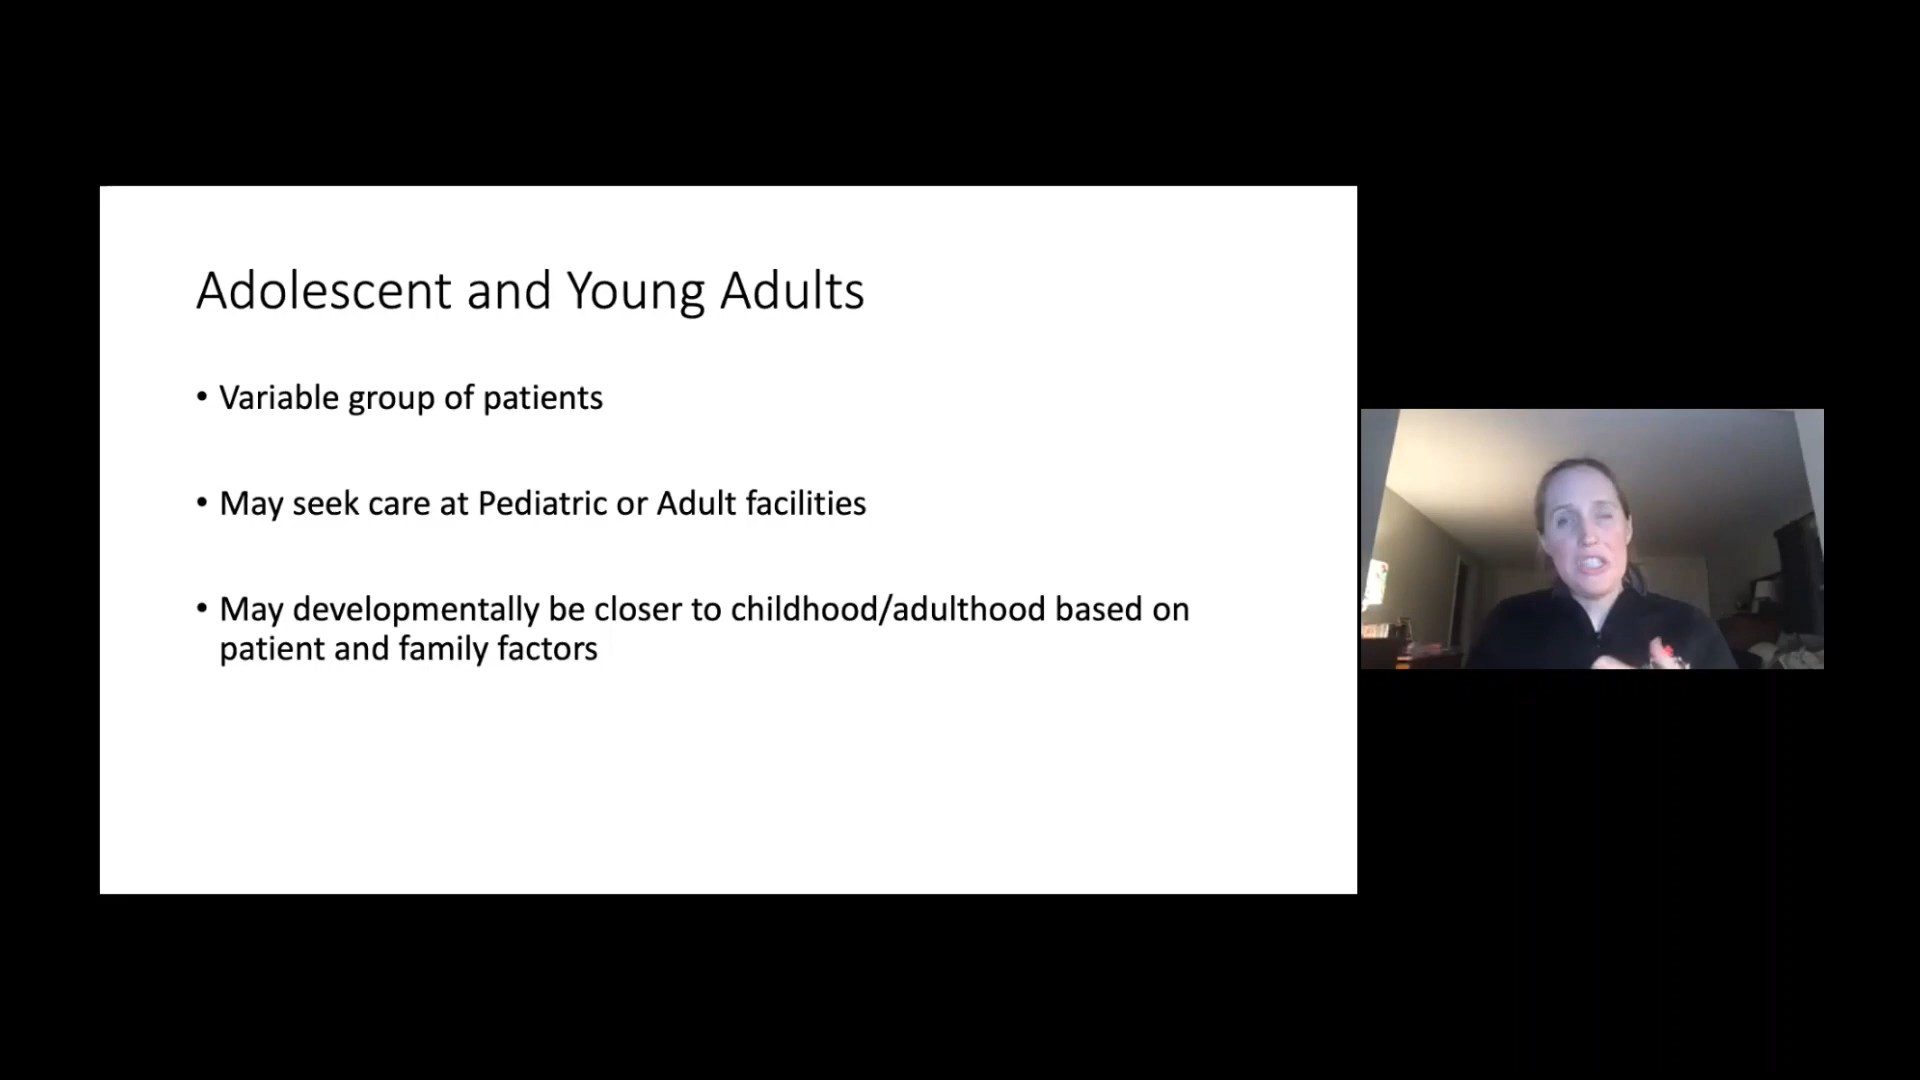 Adolescent and Young Adults
• Variable group of patients
• May seek care at Pediatric or Adult facilities
• May developmentally be closer to childhood/adulthood based on
patient and family factors